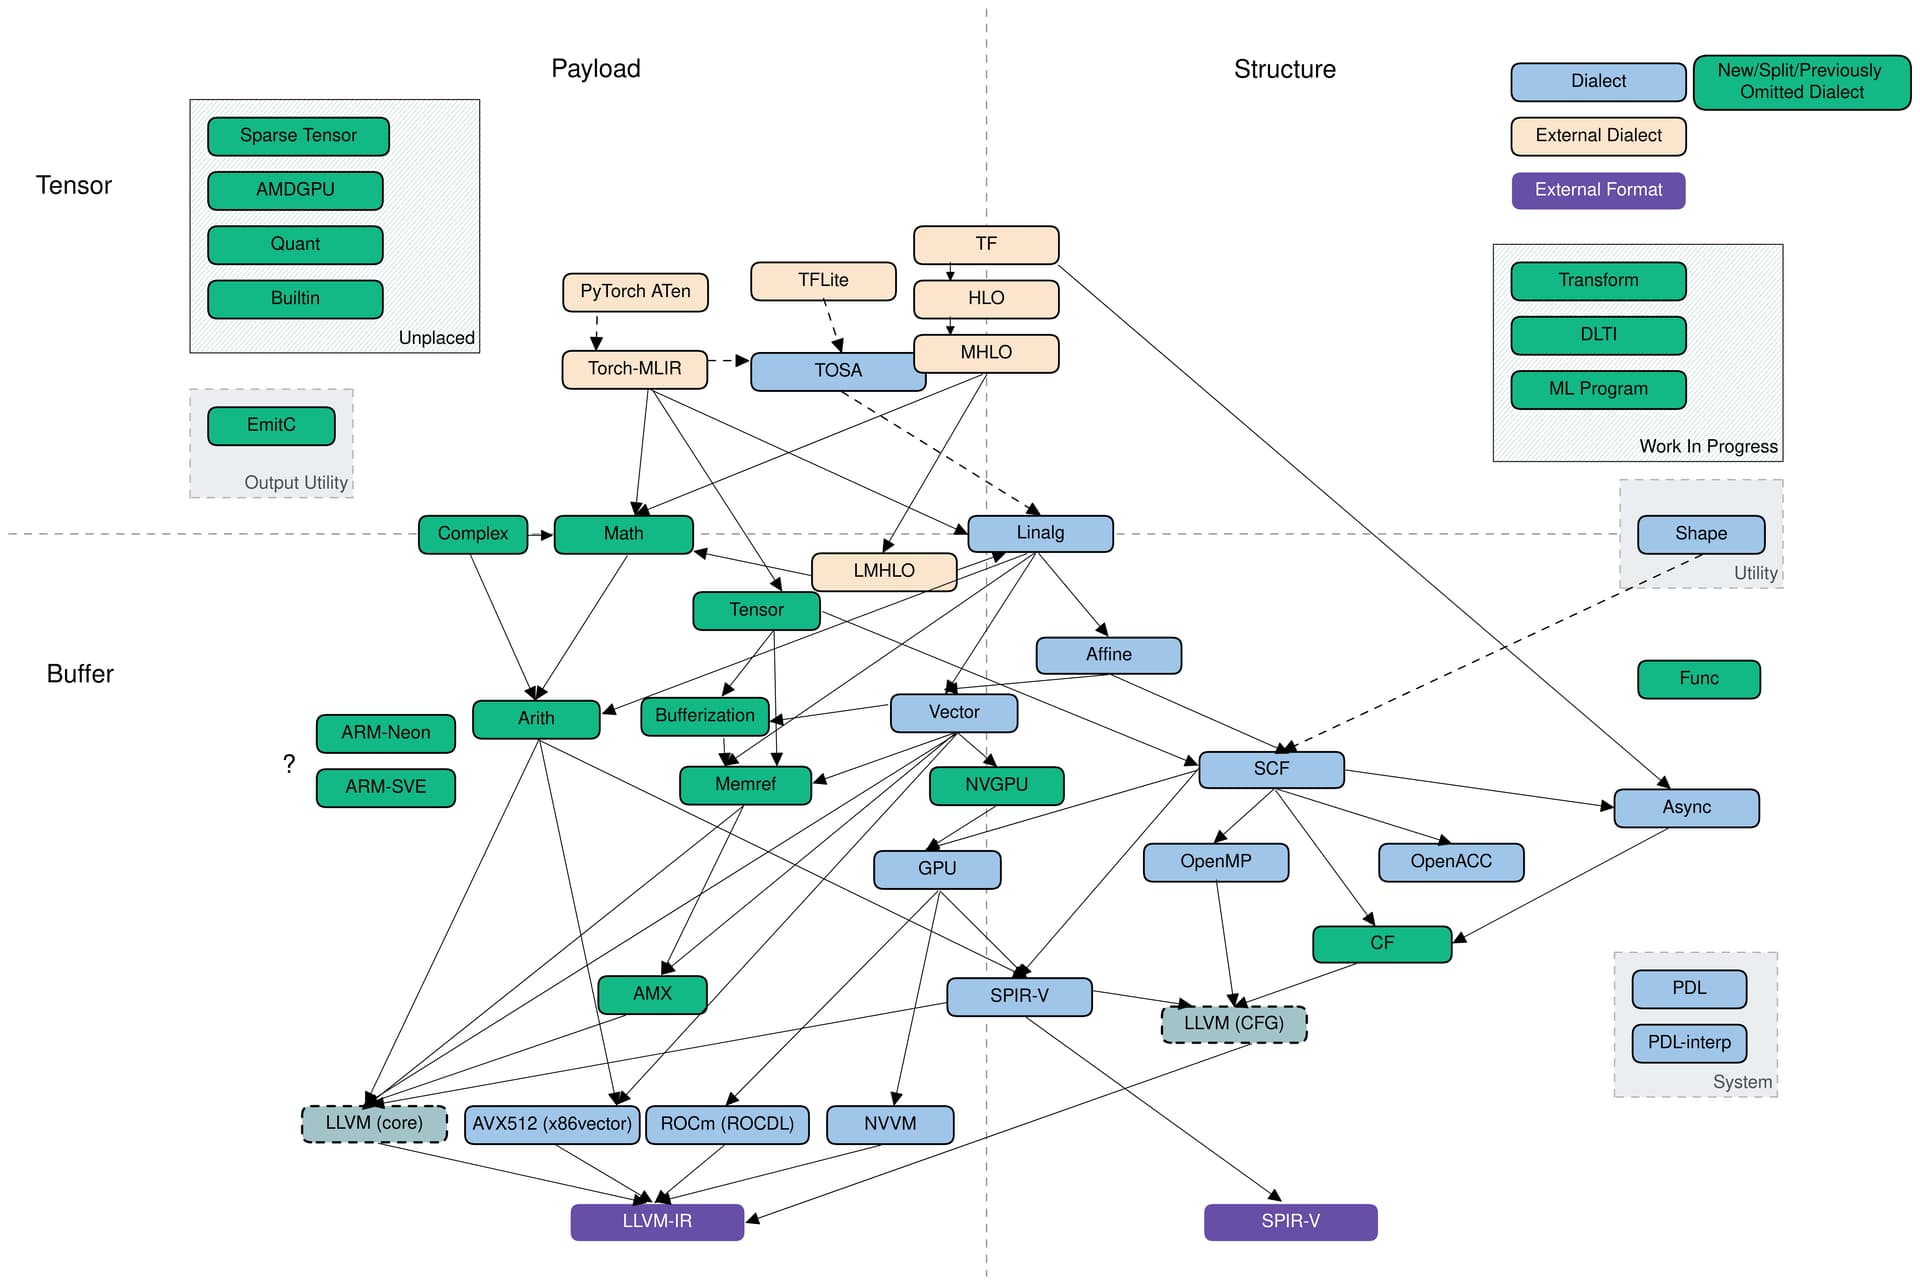 Payload
Structure
Dialect
New/Split/Previously
Omitted Dialect
External Dialect
External Format
Tensor
Sparse Tensor
AMDGPU
Quant
Builtin
Unplaced
EmitC
Output Utility
TF
HLO
MHLO
TFLite
PyTorch ATen
Torch-MLIR
TOSA
Transform
DLTI
ML Program
Work In Progress
Complex
Math
Linalg
LMHLO
Shape
Utility
Tensor
Buffer
Affine
Func
Arith
Bufferization
Vector
ARM-Neon
?
ARM-SVE
Memref
NVGPU
SCF
Async
GPU
OpenMP
OpenACC
CF
AMX
SPIR-V
LLVM (CFG)
PDL
PDL-interp
System
LLVM (core)
AVX512 (x86vector)
ROCm (ROCDL)
NVVM
LLVM-IR
SPIR-V